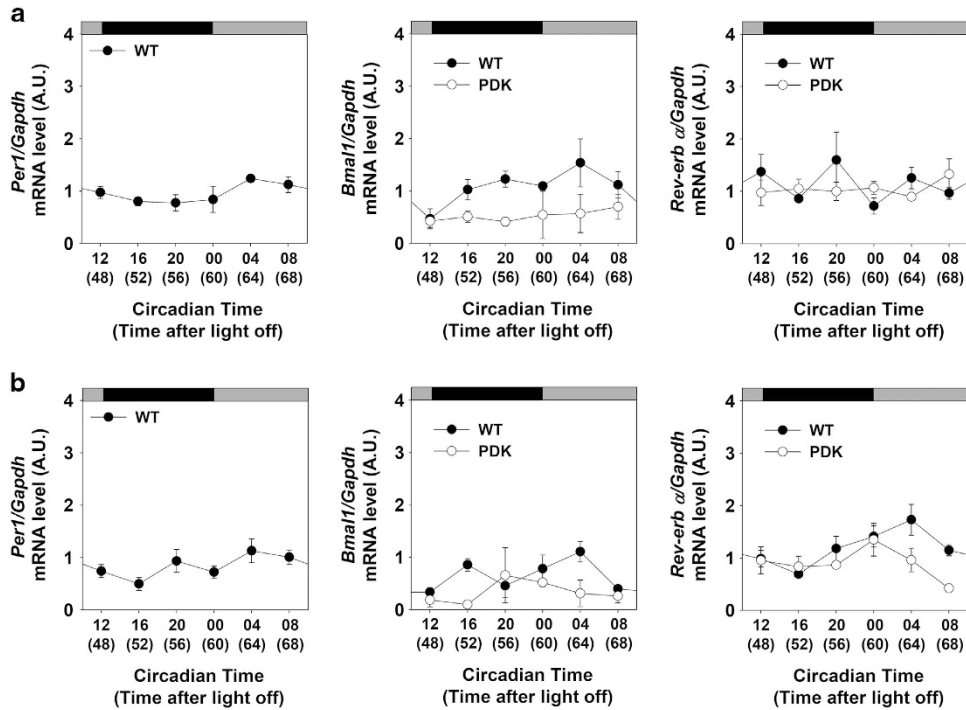 a
WT
Per1/Gapdh
mRNA level (A.U.)
4
3
2
1
0
12 16 20 00 04 08
(48) (52) (56) (60) (64) (68)
Circadian Time
(Time after light off)
WT
PDK
Bmal1/Gapdh
mRNA level (A.U.)
4
3
2
1
0
12 16 20 00 04 08
(48) (52) (56) (60) (64) (68)
Circadian Time
(Time after light off)
WT
PDK
Rev-erb α/Gapdh
mRNA level (A.U.)
4
3
2
1
0
12 16 20 00 04 08
(48) (52) (56) (60) (64) (68)
Circadian Time
(Time after light off)
b
WT
Per1/Gapdh
mRNA level (A.U.)
4
3
2
1
0
12 16 20 00 04 08
(48) (52) (56) (60) (64) (68)
Circadian Time
(Time after light off)
WT
PDK
Bmal1/Gapdh
mRNA level (A.U.)
4
3
2
1
0
12 16 20 00 04 08
(48) (52) (56) (60) (64) (68)
Circadian Time
(Time after light off)
WT
PDK
Rev-erb α/Gapdh
mRNA level (A.U.)
4
3
2
1
0
12 16 20 00 04 08
(48) (52) (56) (60) (64) (68)
Circadian Time
(Time after light off)